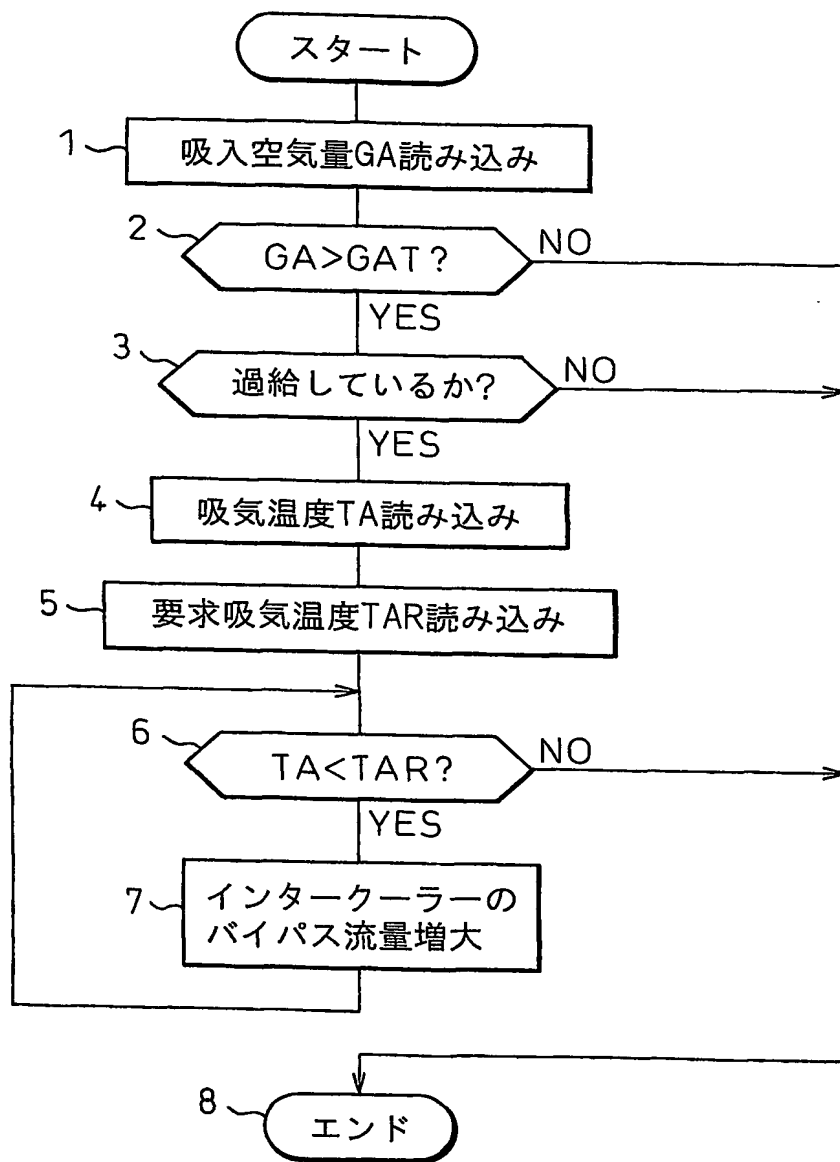 スタート
1
吸入空気量GA読み込み
2
GA>GAT?
NO
YES
3
過給しているか?
NO
YES
4
吸気温度TA読み込み
5
要求吸気温度TAR読み込み
6
TA<TAR?
NO
YES
7
インタークーラーの
バイパス流量増大
8
エンド